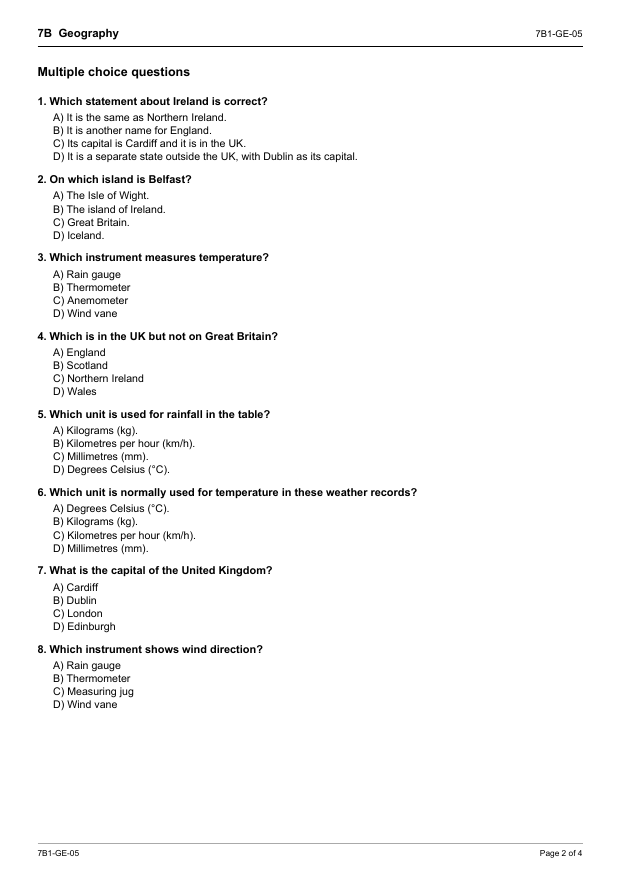 7B Geography
7B1-GE-05
Multiple choice questions
1. Which statement about Ireland is correct?
A) It is the same as Northern Ireland.
B) It is another name for England.
C) Its capital is Cardiff and it is in the UK.
D) It is a separate state outside the UK, with Dublin as its capital.
2. On which island is Belfast?
A) The Isle of Wight.
B) The island of Ireland.
C) Great Britain.
D) Iceland.
3. Which instrument measures temperature?
A) Rain gauge
B) Thermometer
C) Anemometer
D) Wind vane
4. Which is in the UK but not on Great Britain?
A) England
B) Scotland
C) Northern Ireland
D) Wales
5. Which unit is used for rainfall in the table?
A) Kilograms (kg).
B) Kilometres per hour (km/h).
C) Millimetres (mm).
D) Degrees Celsius (°C).
6. Which unit is normally used for temperature in these weather records?
A) Degrees Celsius (°C).
B) Kilograms (kg).
C) Kilometres per hour (km/h).
D) Millimetres (mm).
7. What is the capital of the United Kingdom?
A) Cardiff
B) Dublin
C) London
D) Edinburgh
8. Which instrument shows wind direction?
A) Rain gauge
B) Thermometer
C) Measuring jug
D) Wind vane
7B1-GE-05
Page 2 of 4